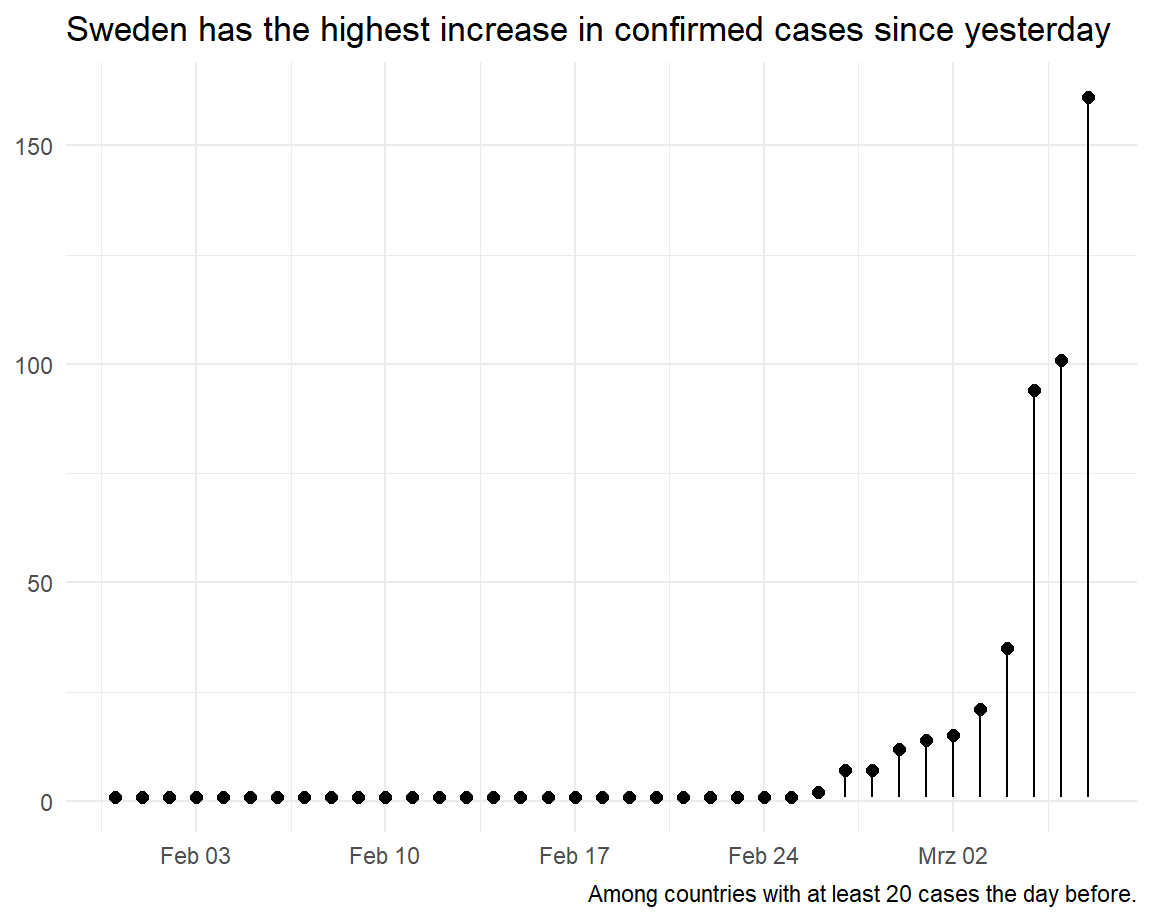 Sweden has the highest increase in confirmed cases since yesterday
150
100
50
0
Feb 03 Feb 10 Feb 17 Feb 24 Mrz 02
Among countries with at least 20 cases the day before.